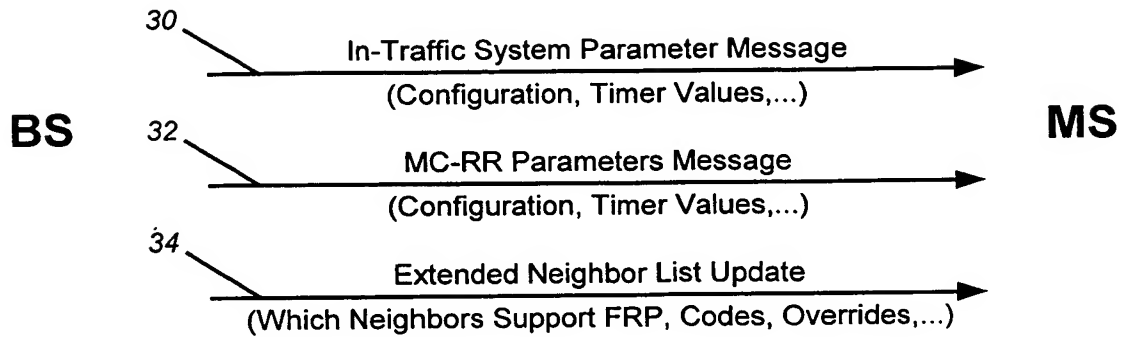 30
In-Traffic System Parameter Message
(Configuration, Timer Values,...)
BS
MS
32
MC-RR Parameters Message
(Configuration, Timer Values,...)
34
Extended Neighbor List Update
(Which Neighbors Support FRP, Codes, Overrides,...)